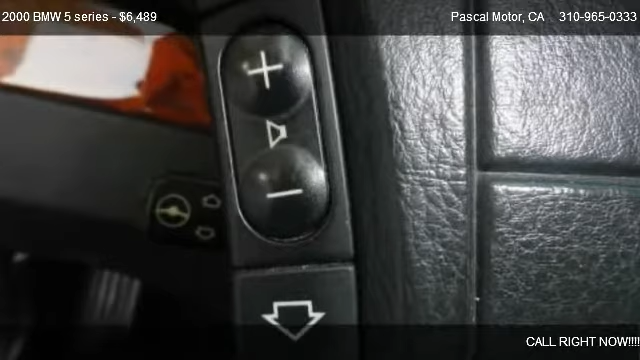 2000 BMW 5 series - $6,489
Pascal Motor, CA 310-965-0333
+
-
CALL RIGHT NOW!!!!